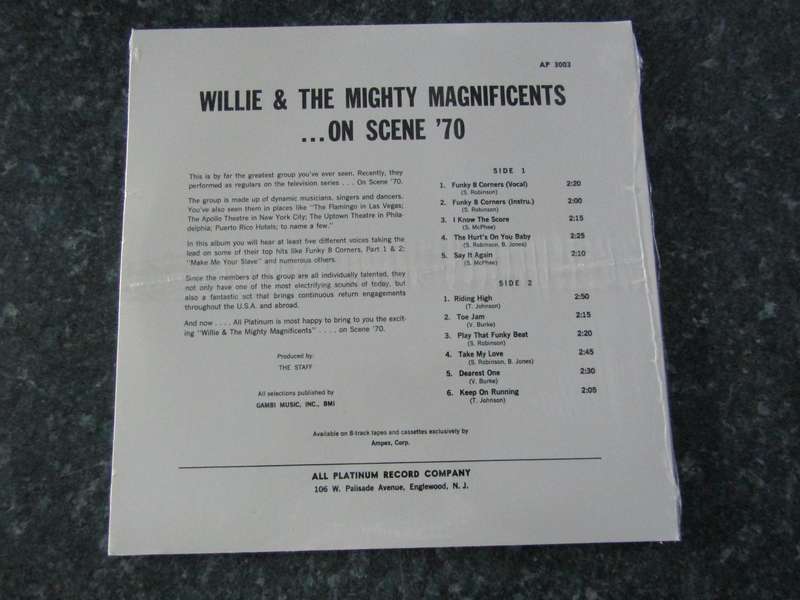 AP 3003
WILLIE & THE MIGHTY MAGNIFICENTS
...ON SCENE '70
This is by far the greatest group you've ever seen. Recently, they
performed as regulars on the television series . . . On Scene '70.
The group is made up of dynamic musicians, singers and dancers.
You've also seen them in places like "The Flamingo in Las Vegas;
The Apollo Theatre in New York City; The Uptown Theatre in Phila-
delphia; Puerto Rico Hotels; to name a few."
In this album you will hear at least five different voices taking the
lead on some of their top hits like Funky 8 Corners, Part 1 & 2;
"Make Me Your Slave" and numerous others.
Since the members of this group are all individually talented, they
not only have one of the most electrifying sounds of today, but
also a fantastic act that brings continuous return engagements
throughout the U.S.A. and abroad.
And now . . . . All Platinum is most happy to bring to you the excit-
ing "Willie & The Mighty Magnificents" . . . . on Scene '70.
Produced by:
THE STAFF
All selections published by
GAMBI MUSIC, INC., BMI
SIDE 1
1. Funky 8 Corners (Vocal) 2:20
(S. Robinson)
2. Funky 8 Corners (Instru.) 2:00
(S. Robinson)
3. I Know The Score 2:15
(S. McPhee)
4. The Hurt's On You Baby 2:25
(S. Robinson, B. Jones)
5. Say It Again 2:10
(S. McPhee)
SIDE 2
1. Riding High 2:50
(T. Johnson)
2. Toe Jam 2:15
(V. Burke)
3. Play That Funky Beat 2:20
(S. Robinson)
4. Take My Love 2:45
(S. Robinson, B. Jones)
5. Dearest One 2:30
(V. Burke)
6. Keep On Running 2:05
(T. Johnson)
Available on 8-track tapes and cassettes exclusively by
Ampex, Corp.
ALL PLATINUM RECORD COMPANY
106 W. Palisade Avenue, Englewood, N. J.